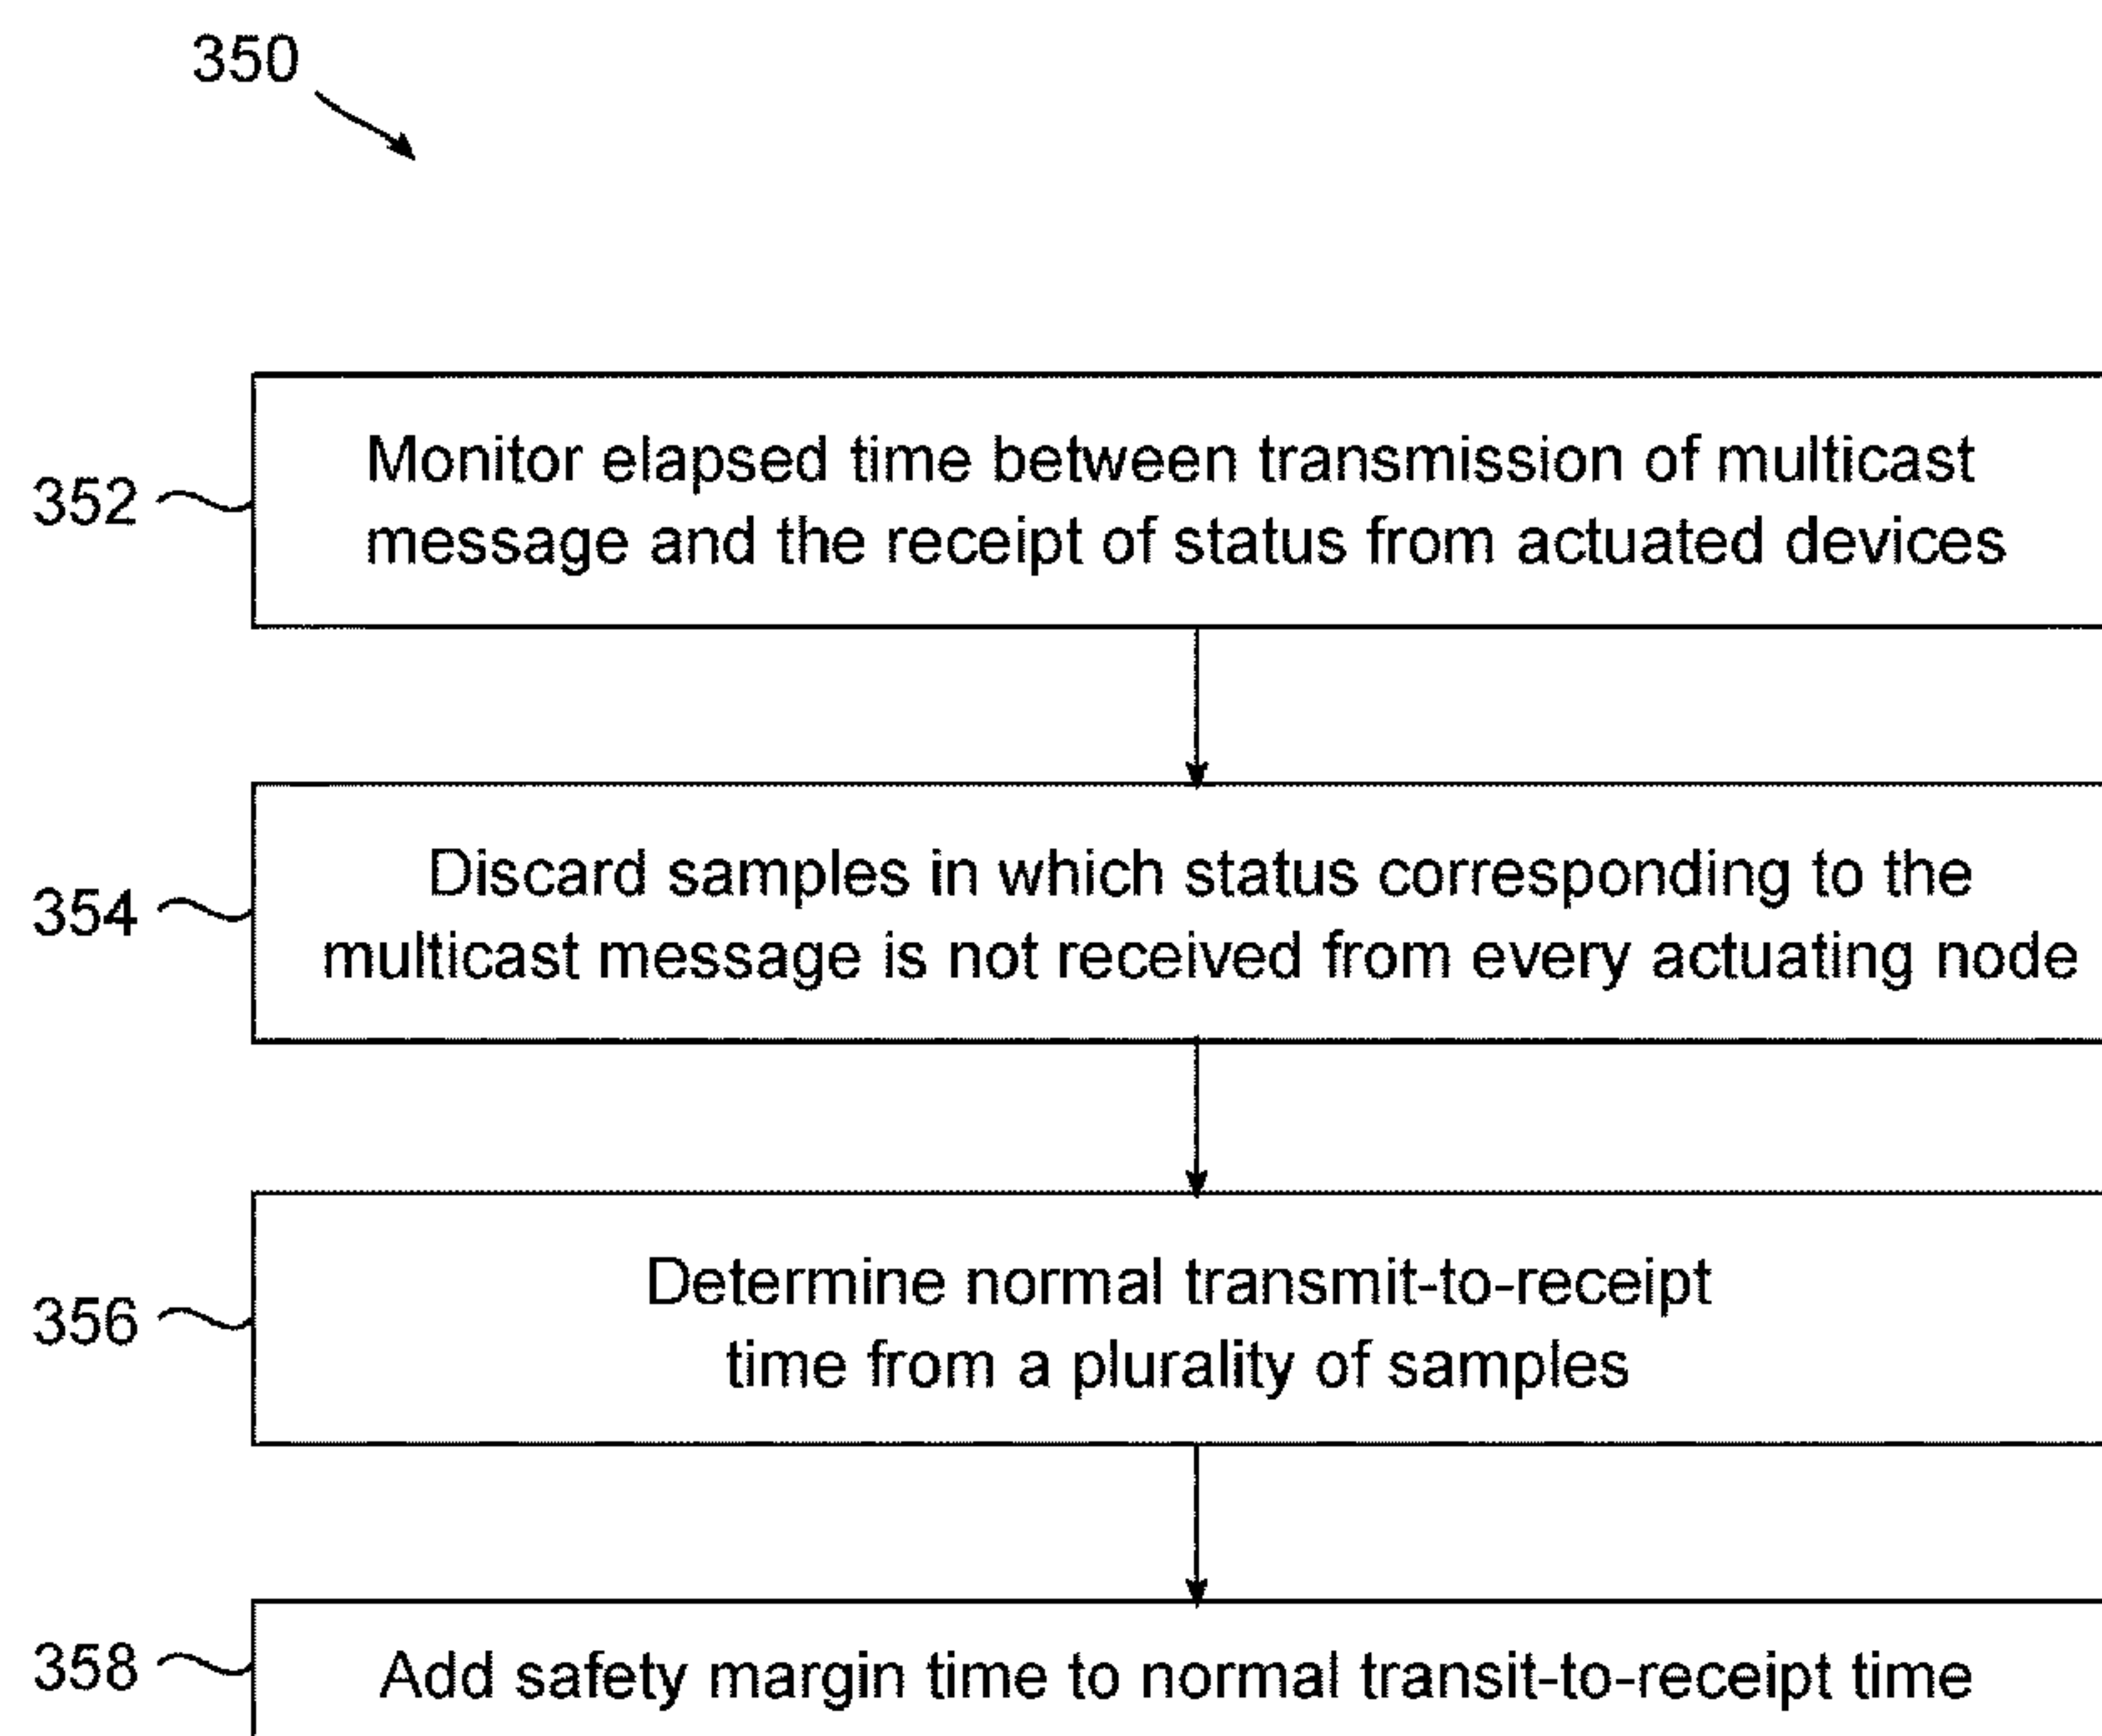 350
352
Monitor elapsed time between transmission of multicast
message and the receipt of status from actuated devices
354
Discard samples in which status corresponding to the
multicast message is not received from every actuating node
356
Determine normal transmit-to-receipt
time from a plurality of samples
358
Add safety margin time to normal transit-to-receipt time